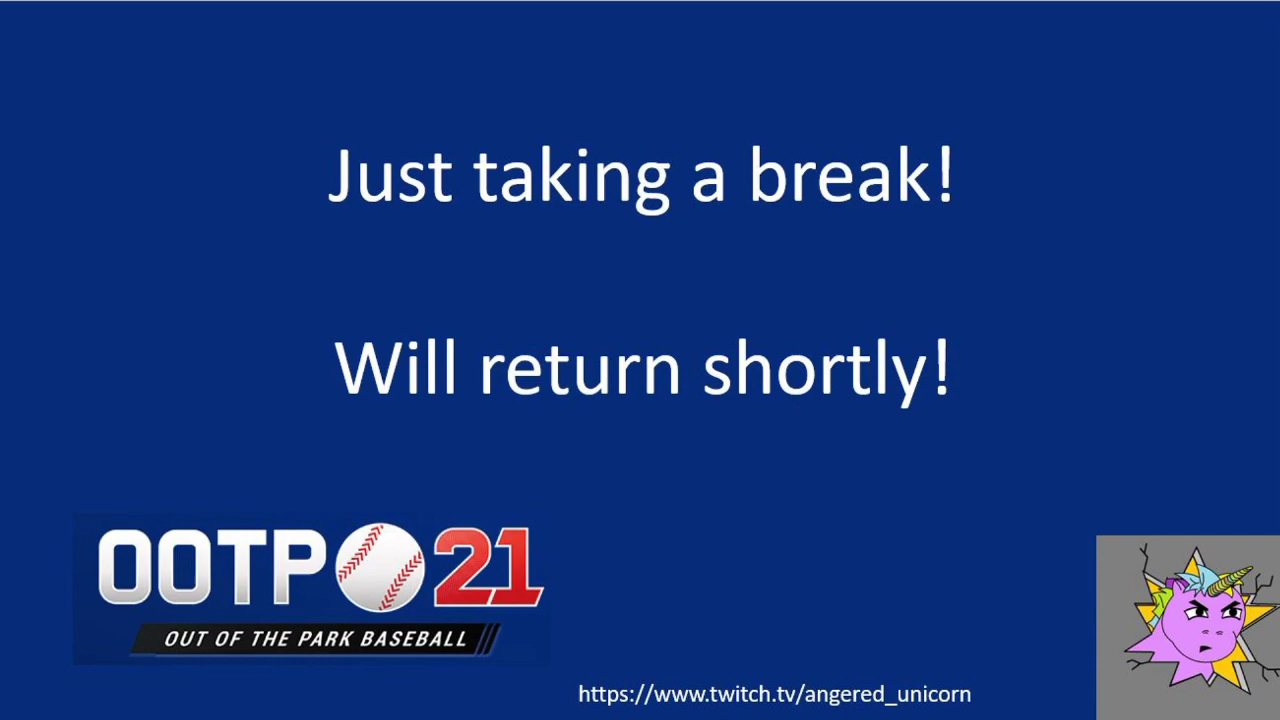 Just taking a break!
Will return shortly!
OOTP 21
OUT OF THE PARK BASEBALL
https://www.twitch.tv/angered_unicorn